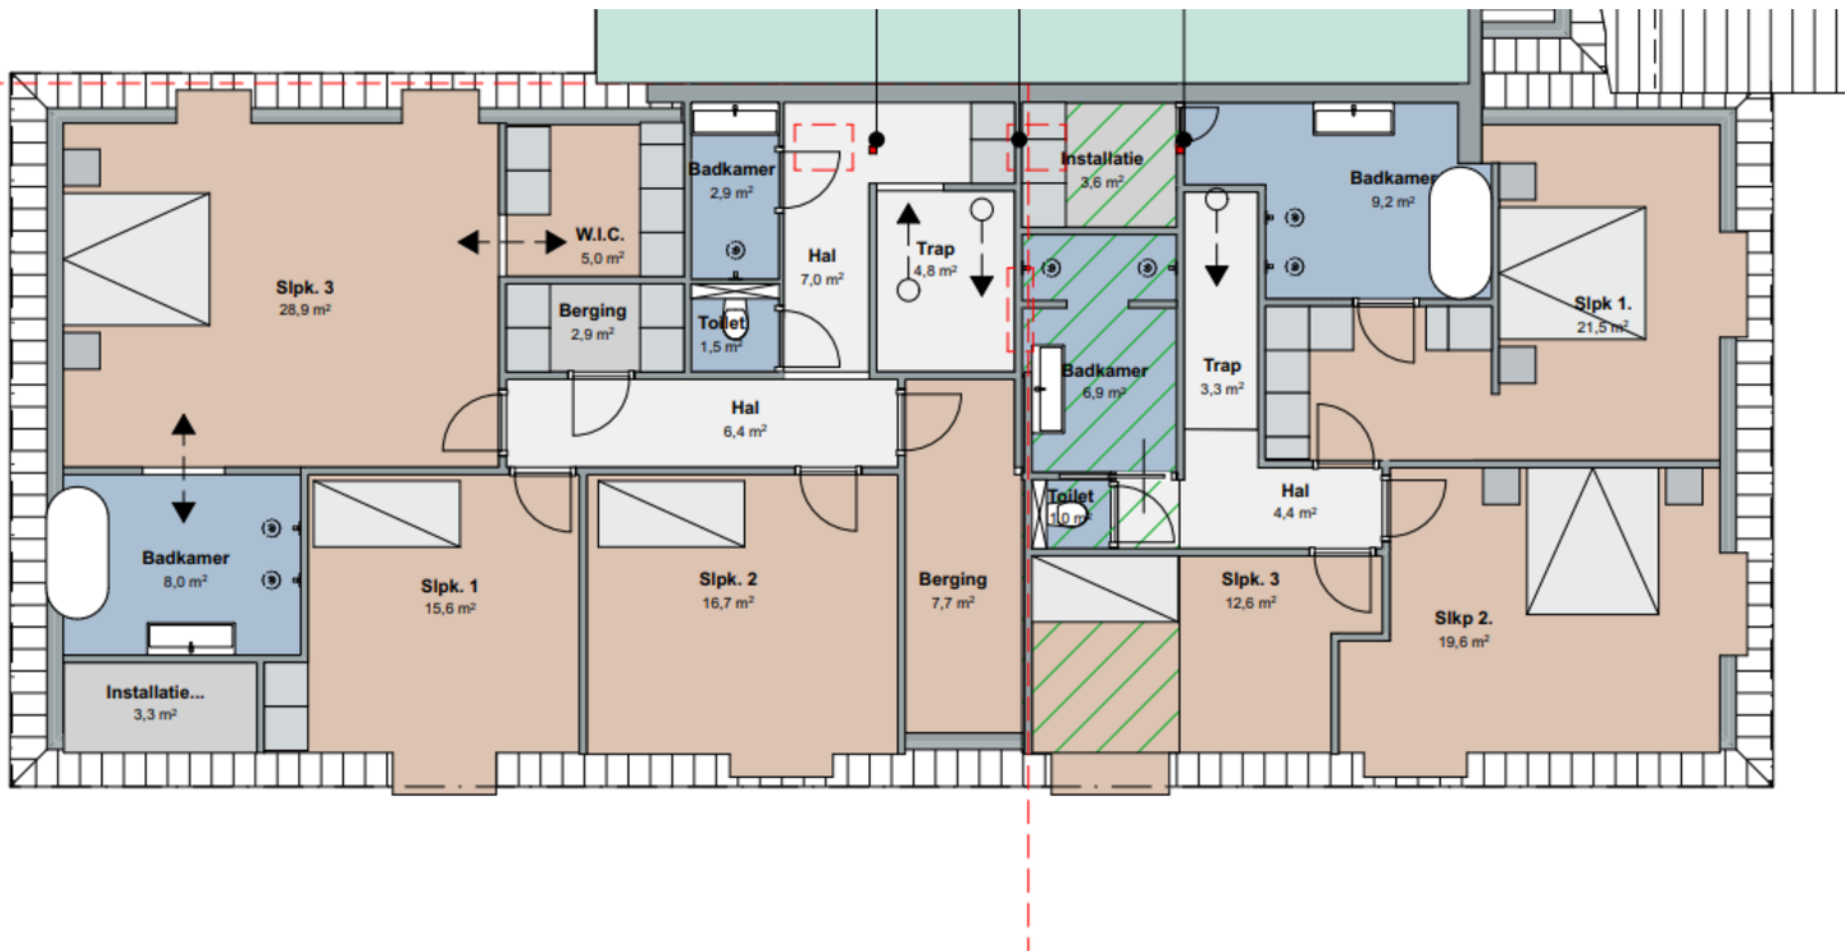 Badkamer
2,9 m²
Installatie
3,6 m²
Badkamer
9,2 m²
W.I.C.
5,0 m²
Hal
7,0 m²
Trap
4,8 m²
Slpk. 3
28,9 m²
Berging
2,9 m²
Toilet
1,5 m²
Slpk 1.
21,5 m²
Badkamer
6,9 m²
Trap
3,3 m²
Hal
6,4 m²
Toilet
1,0 m²
Hal
4,4 m²
Badkamer
8,0 m²
Slpk. 1
15,6 m²
Slpk. 2
16,7 m²
Berging
7,7 m²
Slpk. 3
12,6 m²
Slkp 2.
19,6 m²
Installatie...
3,3 m²